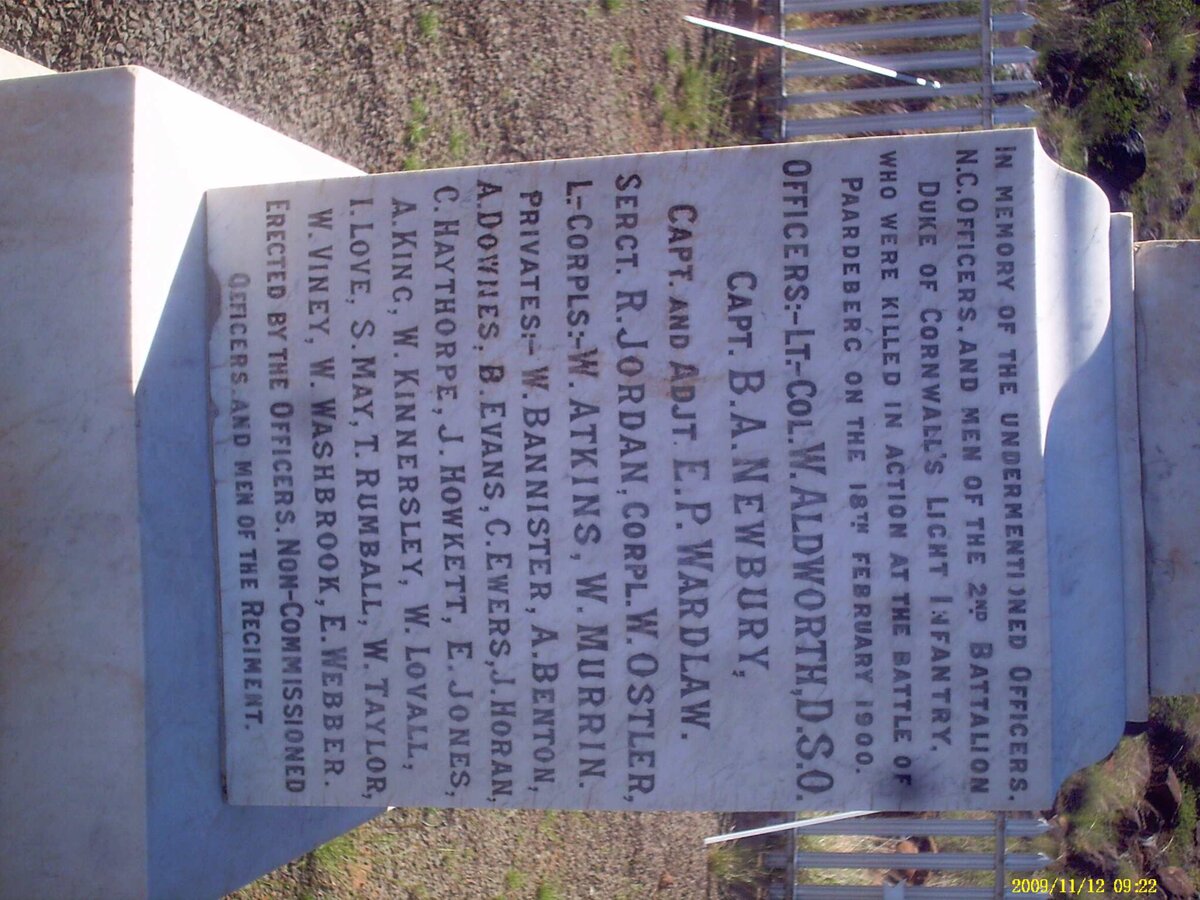 IN MEMORY OF THE UNDERMENTIONED OFFICERS,
N.C. OFFICERS, AND MEN OF THE 2ND BATTALION
DUKE OF CORNWALL'S LIGHT INFANTRY,
WHO WERE KILLED IN ACTION AT THE BATTLE OF
PAARDEBERG ON THE 18TH FEBRUARY 1900.
OFFICERS:- LT.-COL. W. ALDWORTH, D.S.O.
CAPT. B. A. NEWBURY,
CAPT. AND ADJT. E. P. WARDLAW.
SERGT. R. JORDAN, CORPL. W. OSTLER,
L.-CORPLS:- W. ATKINS, W. MURRIN.
PRIVATES:- W. BANNISTER, A. BENTON,
A. DOWNES, B. EVANS, C. EWERS, J. HORAN,
C. HAYTHORPE, J. HOWKETT, E. JONES,
A. KING, W. KINNERSLEY, W. LOVALL,
I. LOVE, S. MAY, T. RUMBALL, W. TAYLOR,
W. VINEY, W. WASHBROOK, E. WEBBER.
ERECTED BY THE OFFICERS. NON-COMMISSIONED
OFFICERS. AND MEN OF THE REGIMENT.
2009/11/12 09:22